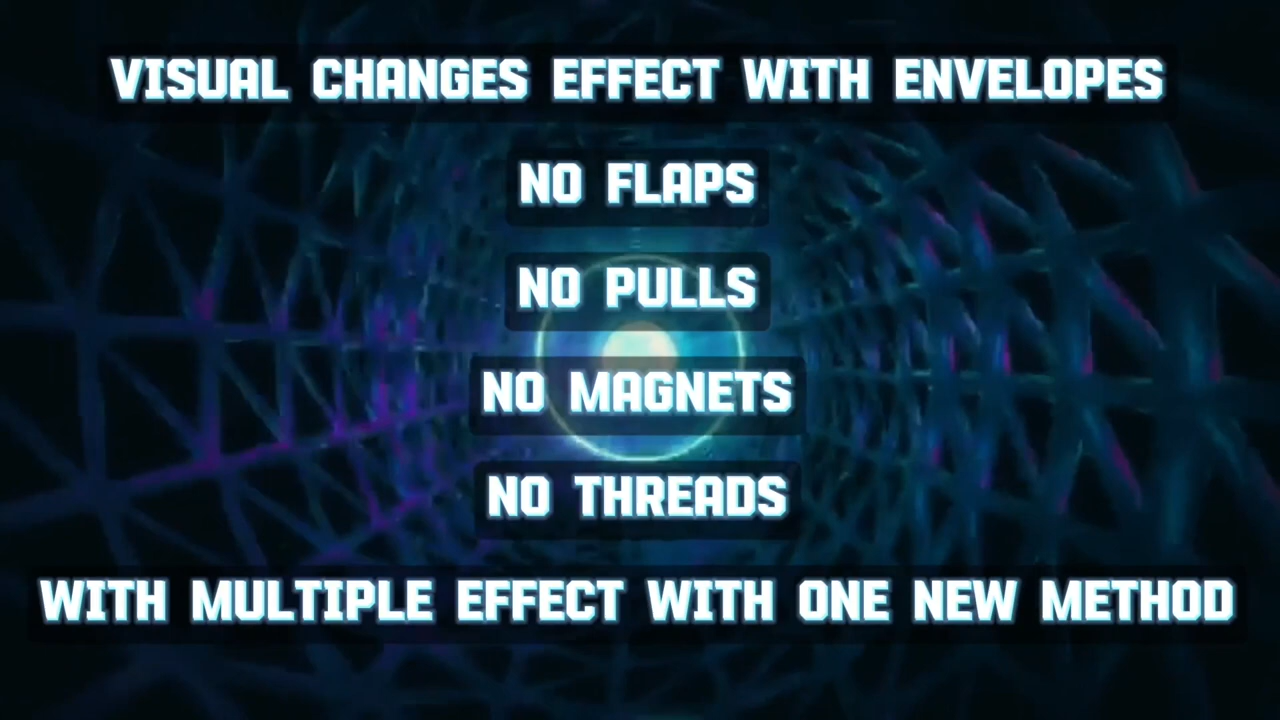 VISUAL CHANGES EFFECT WITH ENVELOPES
NO FLAPS
NO PULLS
NO MAGNETS
NO THREADS
WITH MULTIPLE EFFECT WITH ONE NEW METHOD